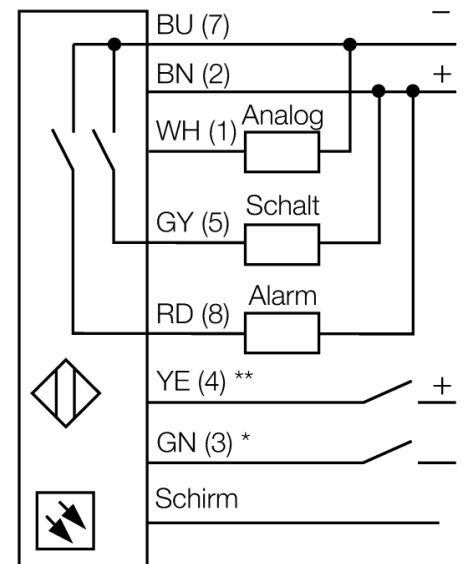 BU (7) −
BN (2) +
WH (1) Analog
GY (5) Schalt
RD (8) Alarm
YE (4) ** +
GN (3) * −
Schirm